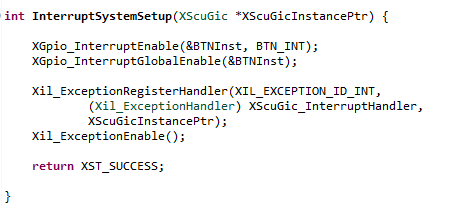 int InterruptSystemSetup(XScuGic *XScuGicInstancePtr) {
XGpio_InterruptEnable(&BTNInst, BTN_INT);
XGpio_InterruptGlobalEnable(&BTNInst);
Xil_ExceptionRegisterHandler(XIL_EXCEPTION_ID_INT,
(Xil_ExceptionHandler) XScuGic_InterruptHandler,
XScuGicInstancePtr);
Xil_ExceptionEnable();
return XST_SUCCESS;
}